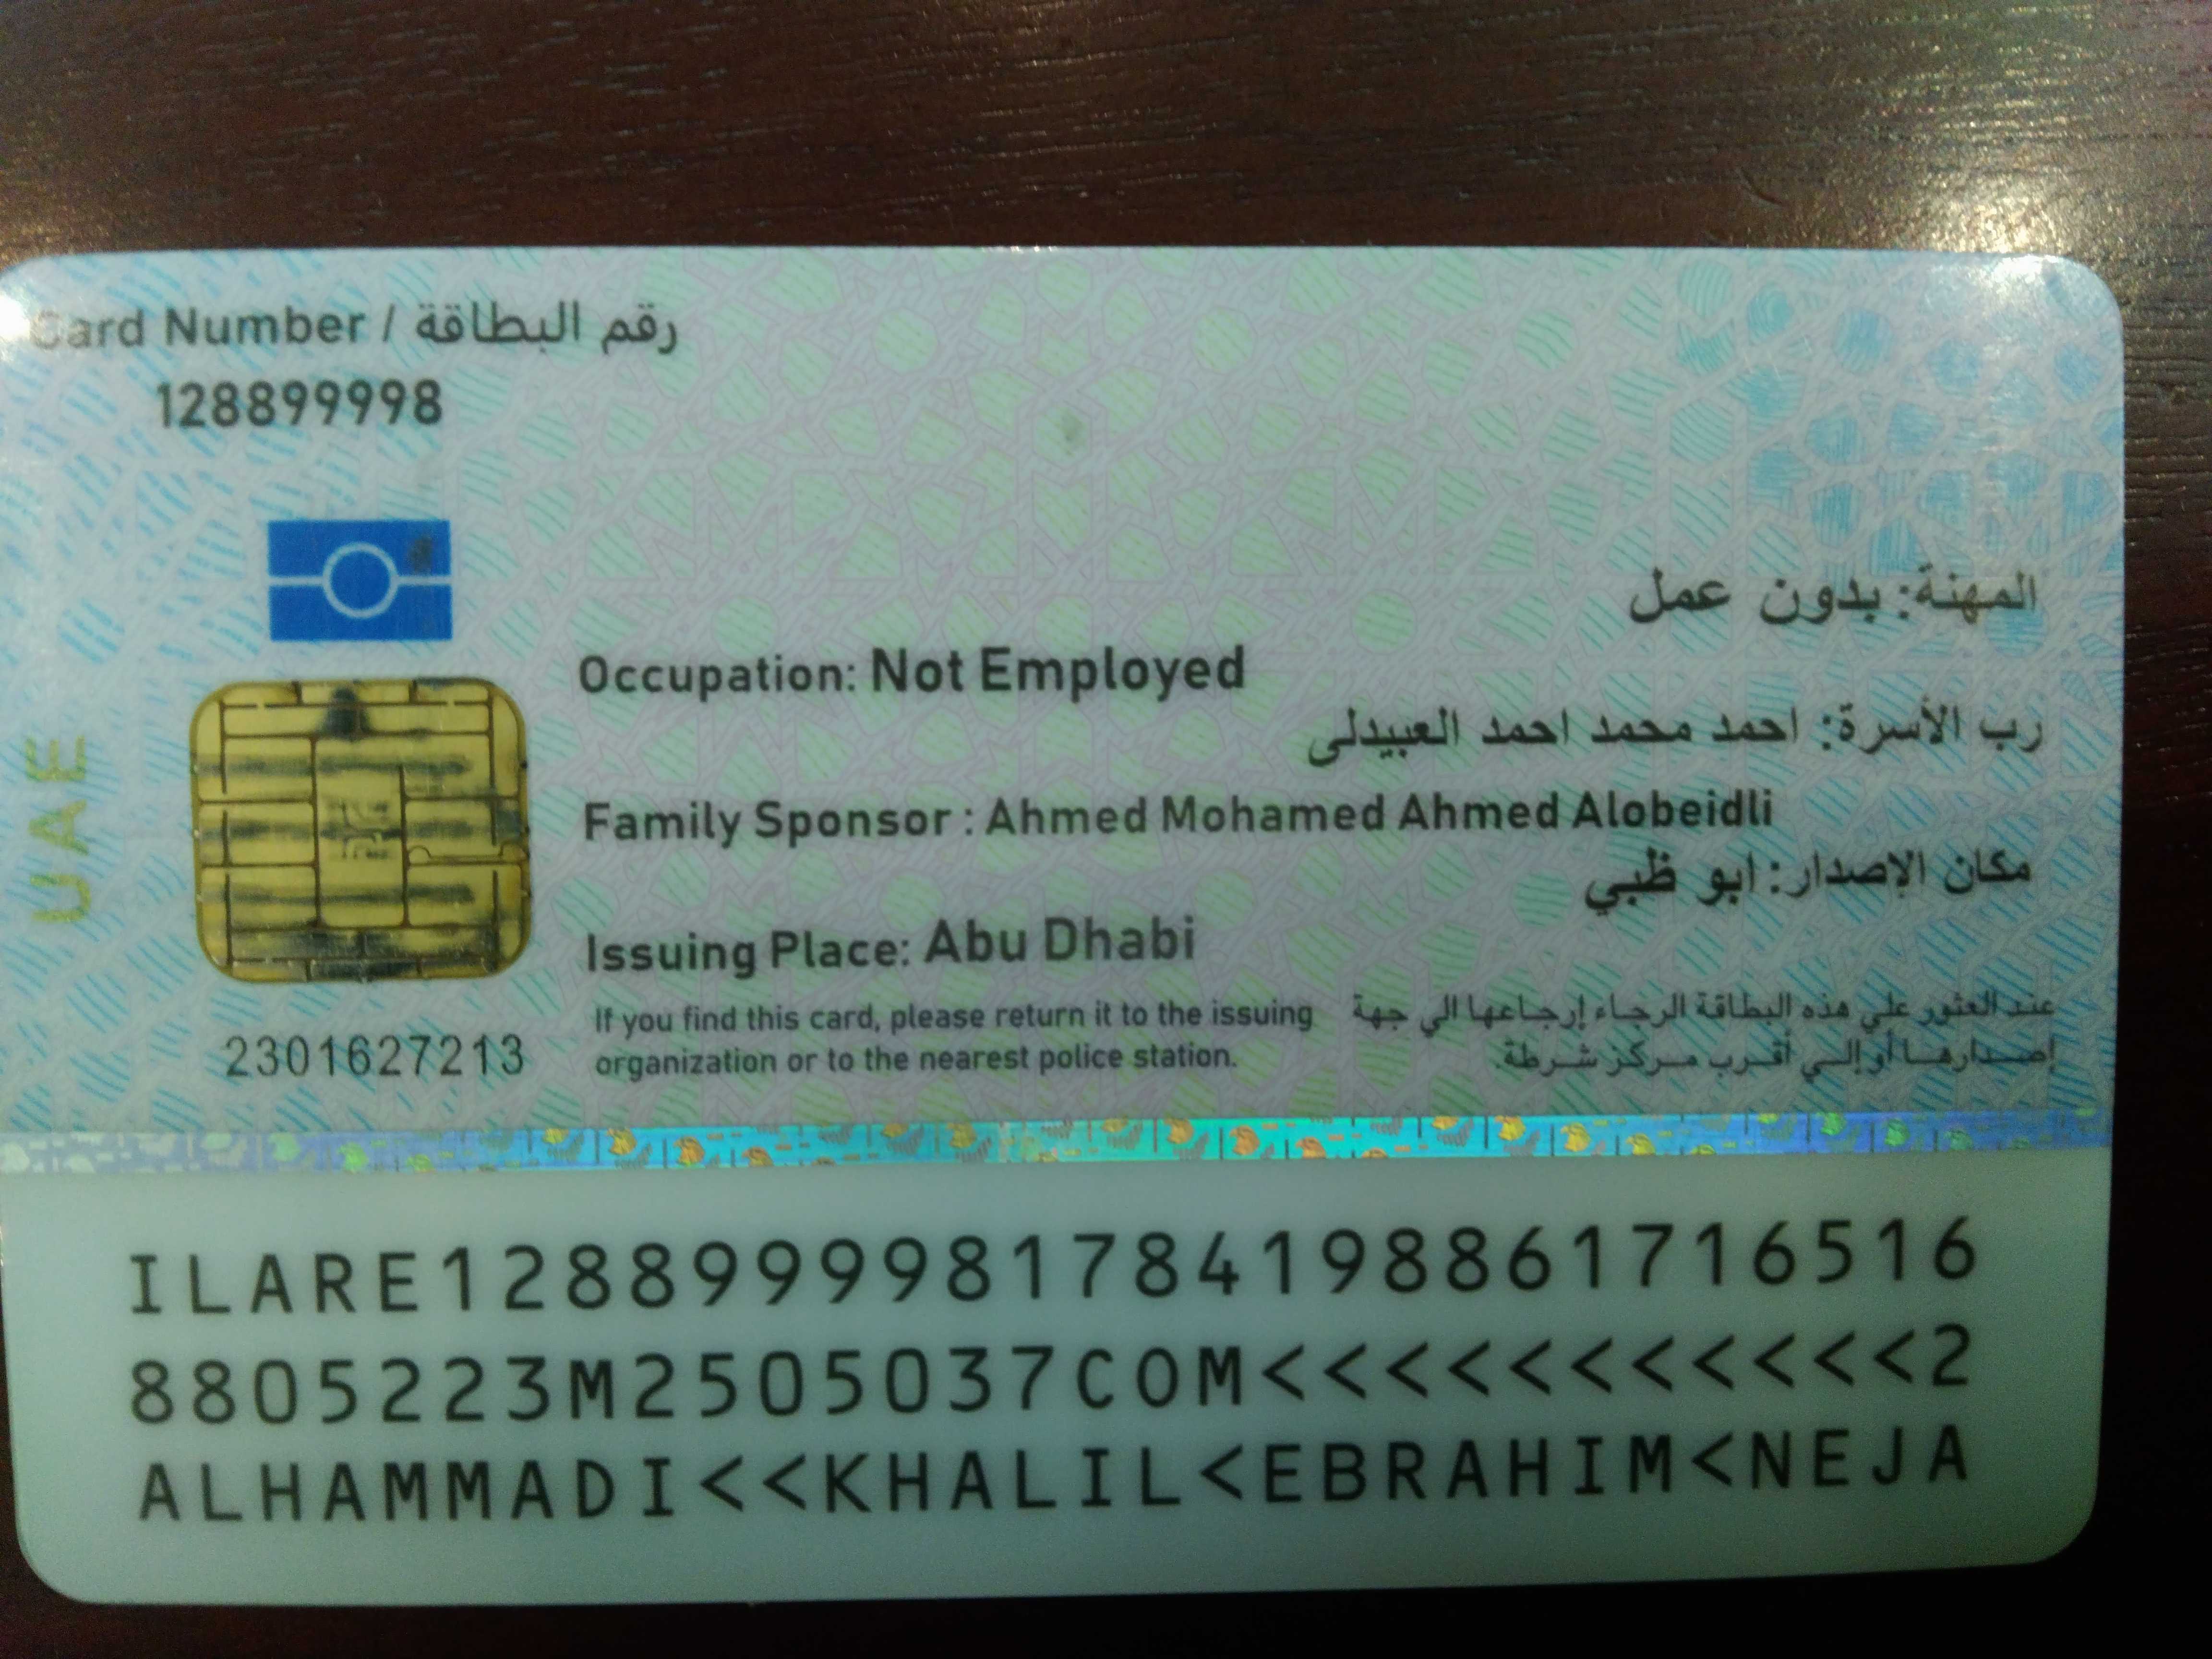 Card Number / رقم البطاقة
128899998
المهنة: بدون عمل
Occupation: Not Employed
رب الأسرة: احمد محمد احمد العبيدلى
Family Sponsor : Ahmed Mohamed Ahmed Alobeidli
مكان الإصدار: ابو ظبي
Issuing Place: Abu Dhabi
UAE
2301627213
If you find this card, please return it to the issuing
organization or to the nearest police station.
عند العثور علي هذه البطاقة الرجاء إرجاعها الي جهة
إصدارها أو إلي أقرب مركز شرطة.
ILARE1288999981784198861716516
8805223M2505037COM<<<<<<<<<<<2
ALHAMMADI<<KHALIL<EBRAHIM<NEJA